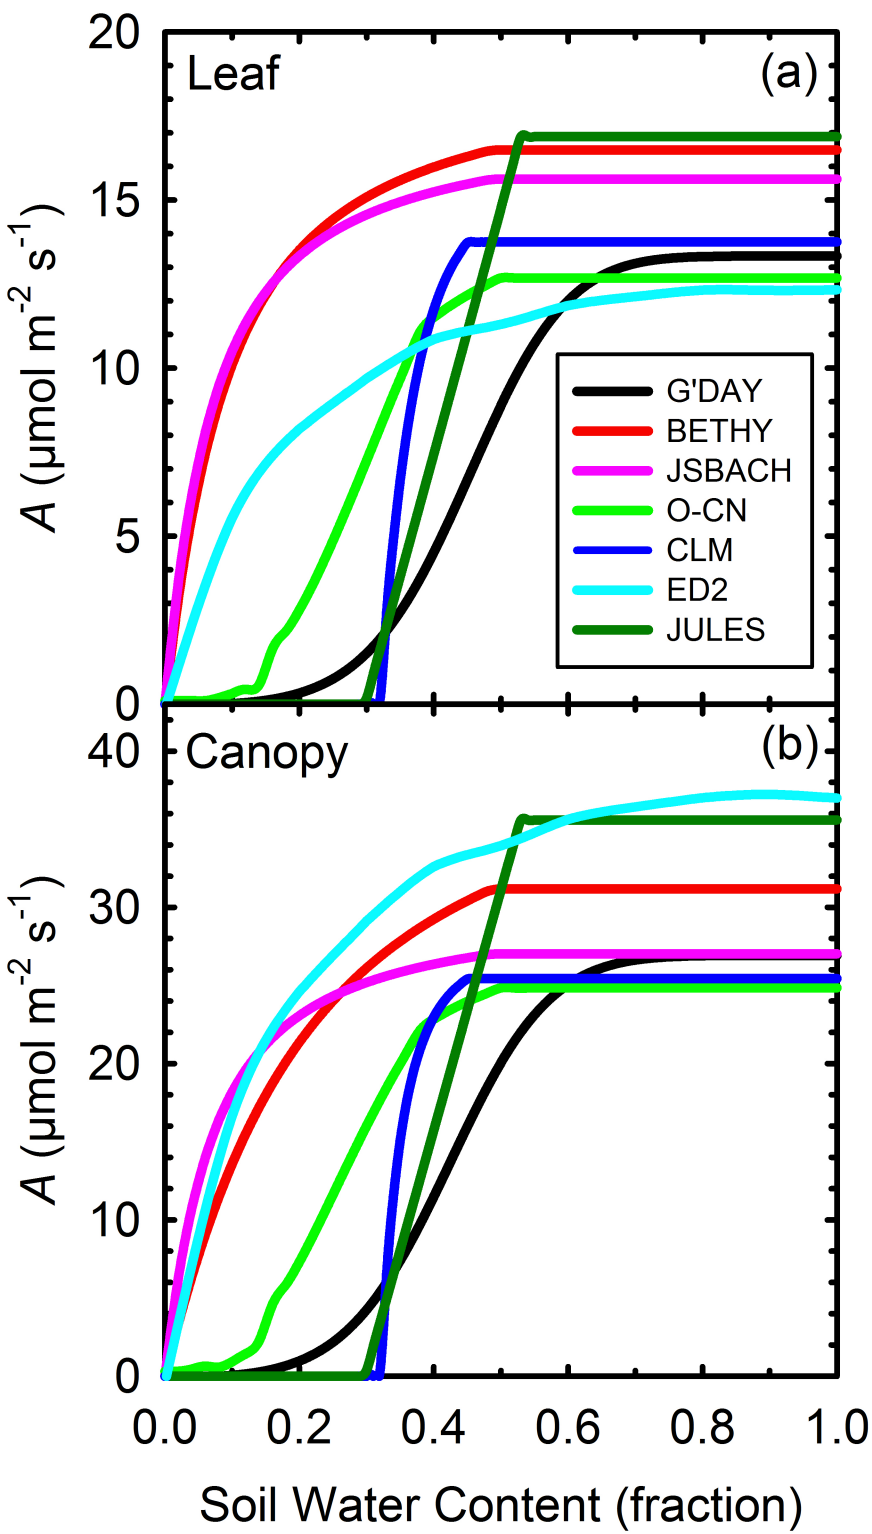 20
Leaf
(a)
15
10
5
0
A (µmol m-2 s-1)
G'DAY
BETHY
JSBACH
O-CN
CLM
ED2
JULES
40
Canopy
(b)
30
20
10
0
A (µmol m-2 s-1)
0.0 0.2 0.4 0.6 0.8 1.0
Soil Water Content (fraction)